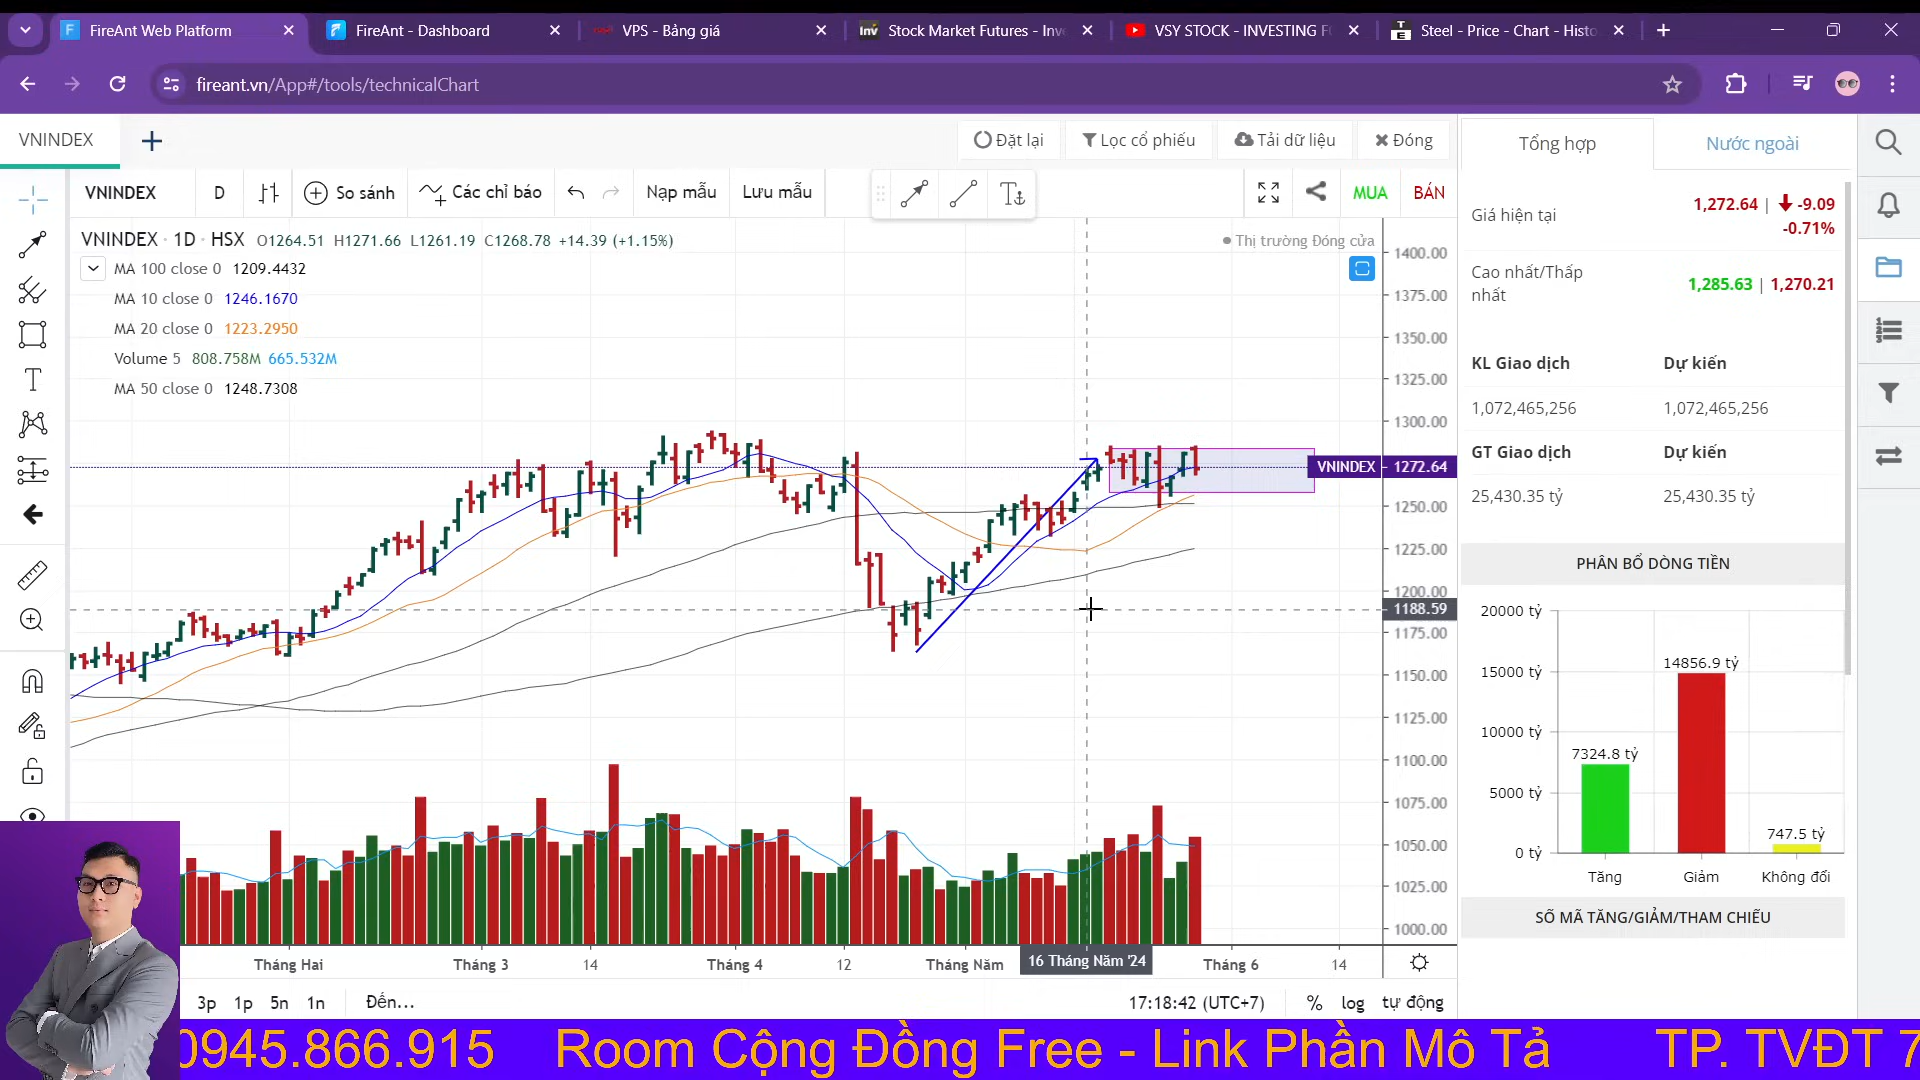 FireAnt Web Platform
FireAnt - Dashboard
VPS - Bảng giá
Stock Market Futures - Inve
VSY STOCK - INVESTING F
Steel - Price - Chart - Histo
fireant.vn/App#/tools/technicalChart
VNINDEX
Đặt lại
Lọc cổ phiếu
Tải dữ liệu
Đóng
Tổng hợp
Nước ngoài
VNINDEX
D
So sánh
Các chỉ báo
Nạp mẫu
Lưu mẫu
MUA
BÁN
VNINDEX · 1D · HSX O1264.51 H1271.66 L1261.19 C1268.78 +14.39 (+1.15%)
Thị trường Đóng cửa
MA 100 close 0 1209.4432
MA 10 close 0 1246.1670
MA 20 close 0 1223.2950
Volume 5 808.758M 665.532M
MA 50 close 0 1248.7308
1400.00
1375.00
1350.00
1325.00
1300.00
VNINDEX 1272.64
1250.00
1225.00
1200.00
1188.59
1175.00
1150.00
1125.00
1100.00
1075.00
1050.00
1025.00
1000.00
Tháng Hai
Tháng 3
14
Tháng 4
12
Tháng Năm
16 Tháng Năm '24
Tháng 6
14
3p 1p 5n 1n
Đến...
17:18:42 (UTC+7)
% log tự động
Giá hiện tại
1,272.64 | -9.09
-0.71%
Cao nhất/Thấp nhất
1,285.63 | 1,270.21
KL Giao dịch
Dự kiến
1,072,465,256
1,072,465,256
GT Giao dịch
Dự kiến
25,430.35 tỷ
25,430.35 tỷ
PHÂN BỔ DÒNG TIỀN
20000 tỷ
15000 tỷ
10000 tỷ
5000 tỷ
0 tỷ
7324.8 tỷ
14856.9 tỷ
747.5 tỷ
Tăng
Giảm
Không đổi
SỐ MÃ TĂNG/GIẢM/THAM CHIẾU
0945.866.915 Room Cộng Đồng Free - Link Phần Mô Tả TP. TVĐT 7